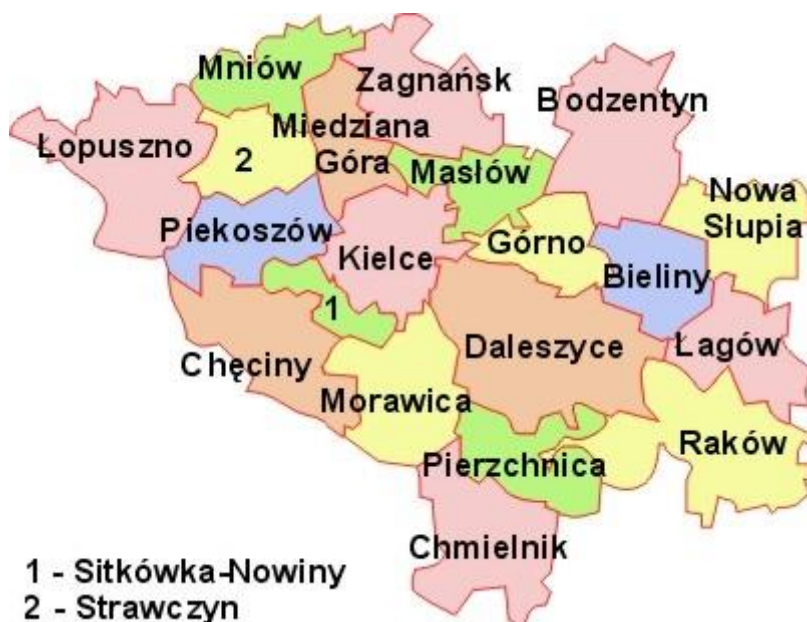 Mniów
Zagnańsk
Bodzentyn
Łopuszno
2
Miedziana
Góra
Masłów
Nowa
Słupia
Piekoszów
Kielce
Górno
Bieliny
1
Chęciny
Daleszyce
Łagów
Morawica
Pierzchnica
Raków
Chmielnik
1 - Sitkówka-Nowiny
2 - Strawczyn